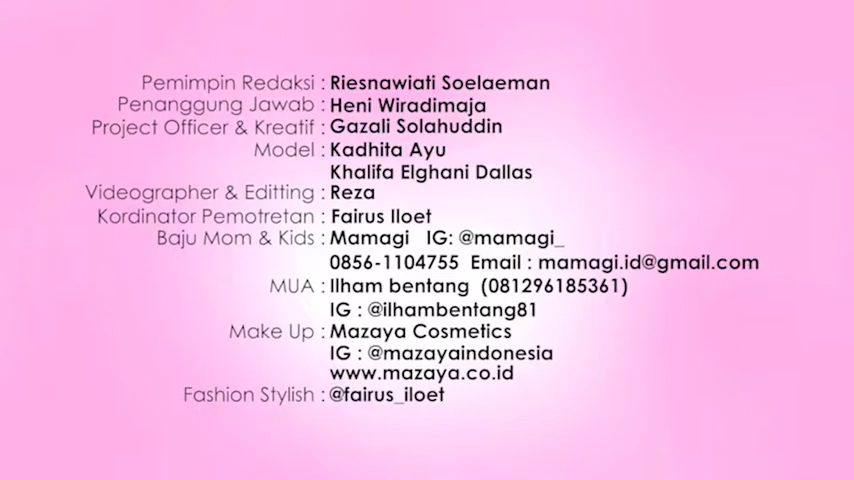 Pemimpin Redaksi : Riesnawiati Soelaeman
Penanggung Jawab : Heni Wiradimaja
Project Officer & Kreatif : Gazali Solahuddin
Model : Kadhita Ayu
Khalifa Elghani Dallas
Videographer & Editting : Reza
Kordinator Pemotretan : Fairus Iloet
Baju Mom & Kids : Mamagi IG: @mamagi_
0856-1104755 Email : mamagi.id@gmail.com
MUA : Ilham bentang (081296185361)
IG : @ilhambentang81
Make Up : Mazaya Cosmetics
IG : @mazayaindonesia
www.mazaya.co.id
Fashion Stylish : @fairus_iloet